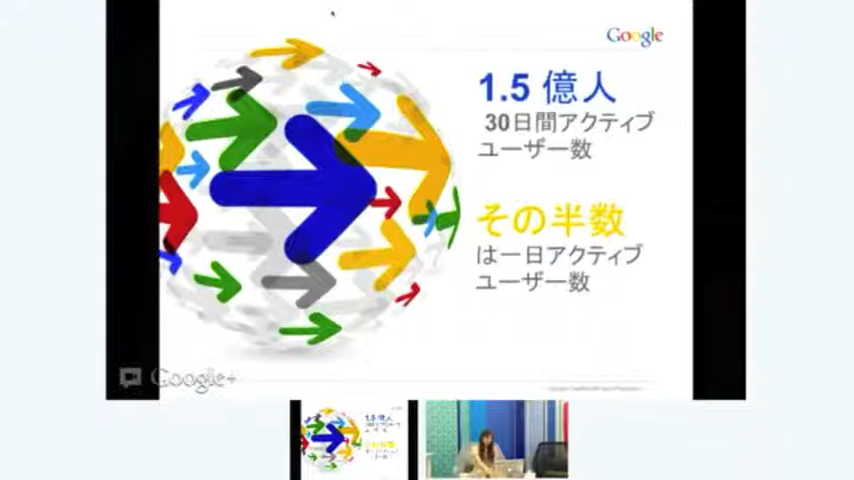 Google
1.5 億人
30日間アクティブ
ユーザー数
その半数
は一日アクティブ
ユーザー数
Google+